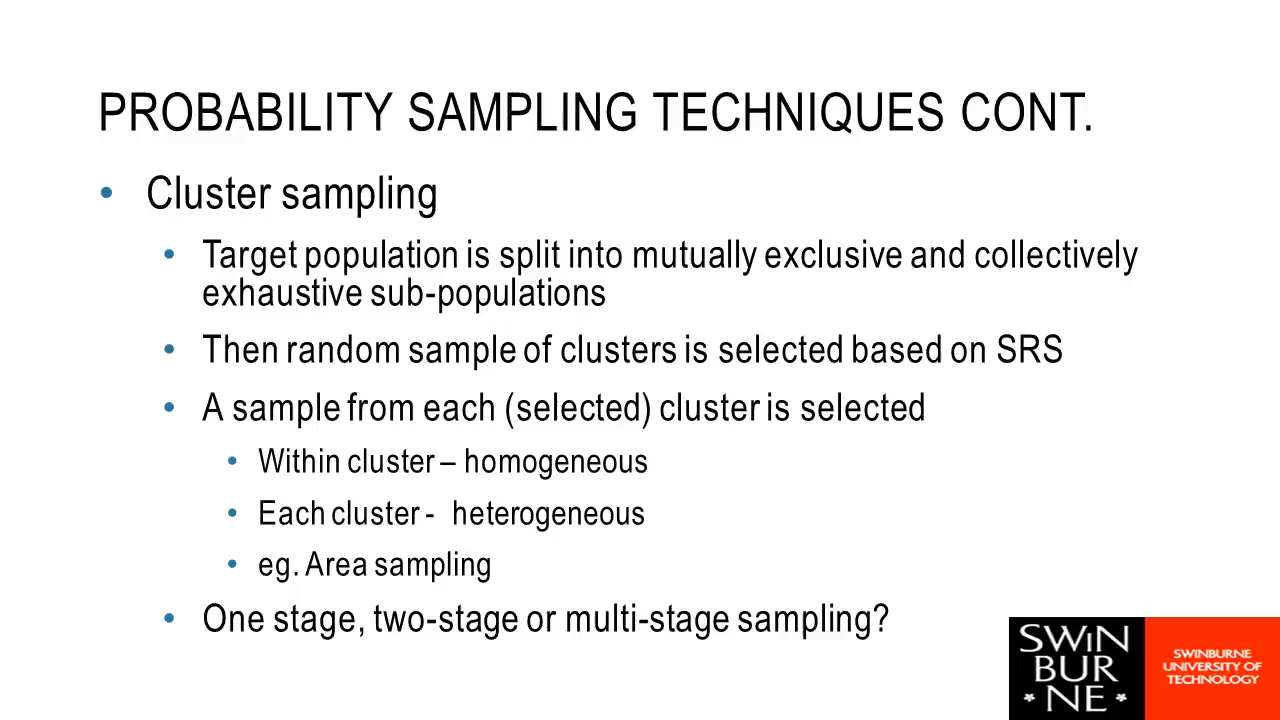 PROBABILITY SAMPLING TECHNIQUES CONT.
• Cluster sampling
• Target population is split into mutually exclusive and collectively
exhaustive sub-populations
• Then random sample of clusters is selected based on SRS
• A sample from each (selected) cluster is selected
• Within cluster – homogeneous
• Each cluster - heterogeneous
• eg. Area sampling
• One stage, two-stage or multi-stage sampling?
SWIN
BUR
* NE *
SWINBURNE
UNIVERSITY OF
TECHNOLOGY